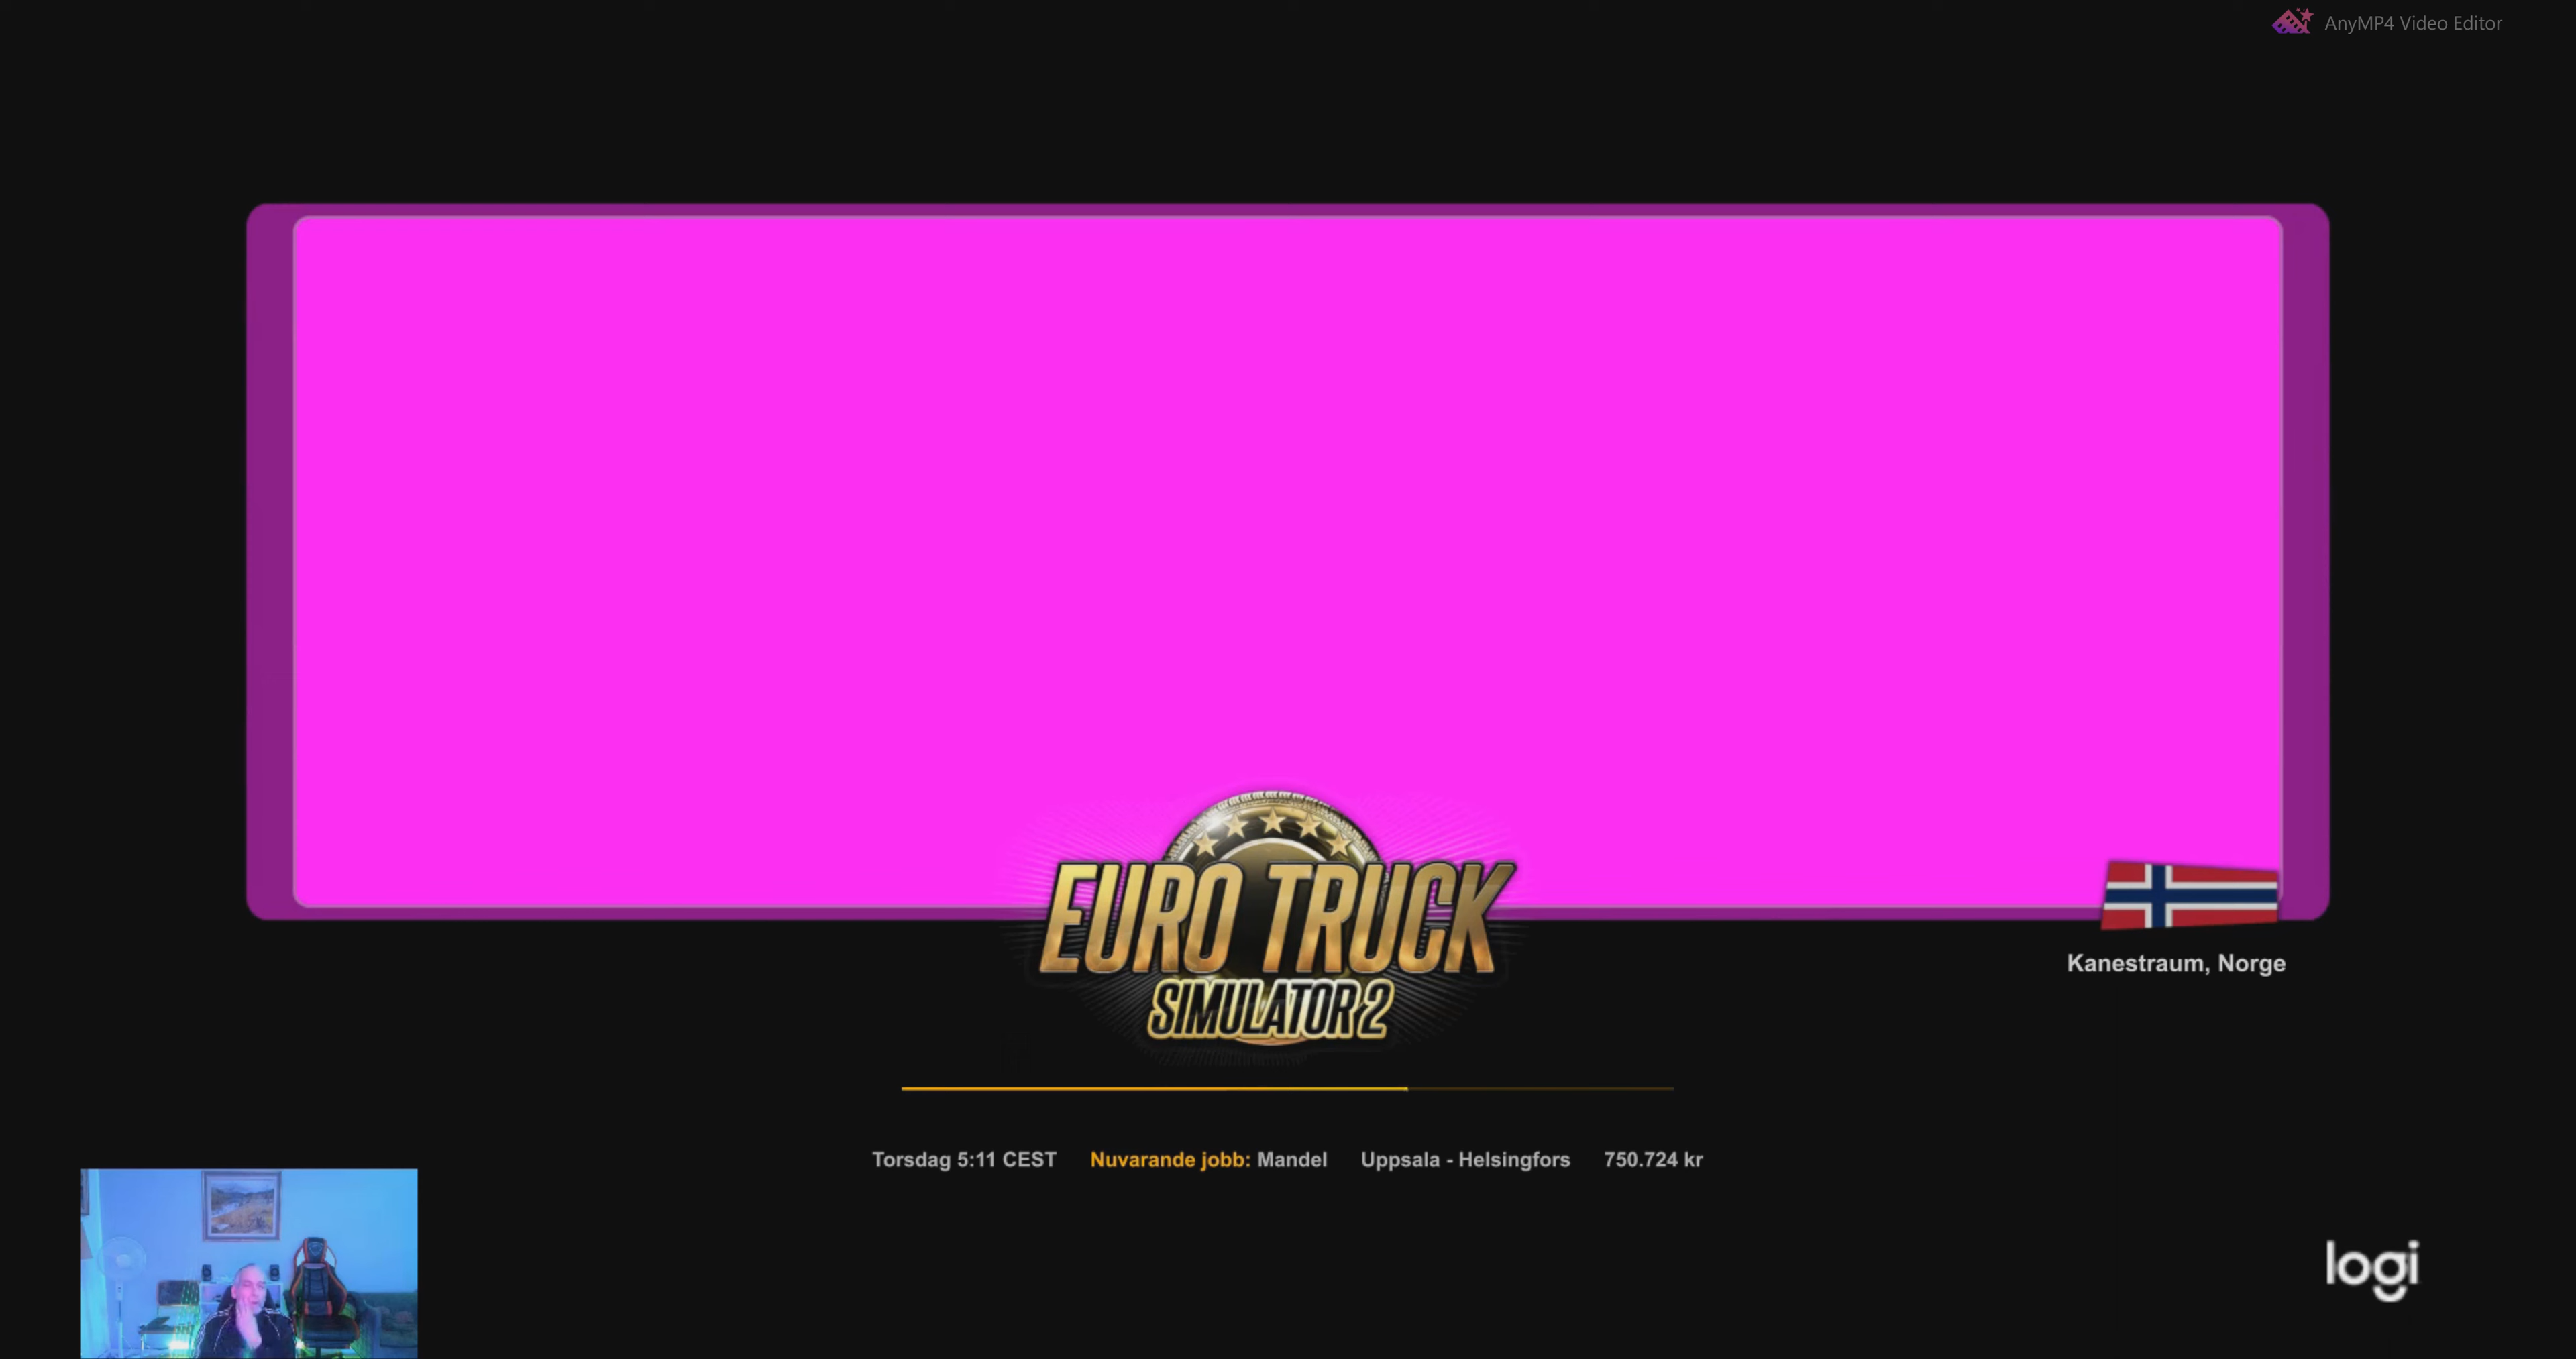 AnyMP4 Video Editor
EURO TRUCK
SIMULATOR 2
Kanestraum, Norge
Torsdag 5:11 CEST Nuvarande jobb: Mandel Uppsala - Helsingfors 750.724 kr
logi